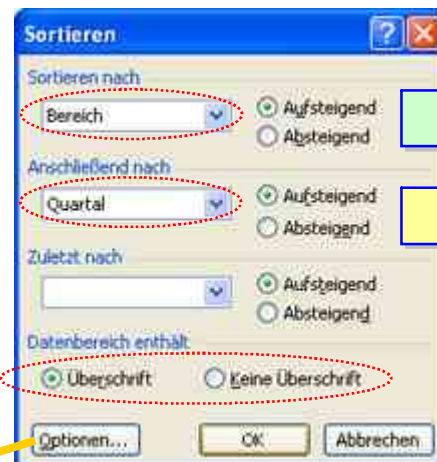 Sortieren
Sortieren nach
Bereich
Aufsteigend
Absteigend
Anschließend nach
Quartal
Aufsteigend
Absteigend
Zuletzt nach
Aufsteigend
Absteigend
Datenbereich enthält
Überschrift
Keine Überschrift
Optionen...
OK
Abbrechen